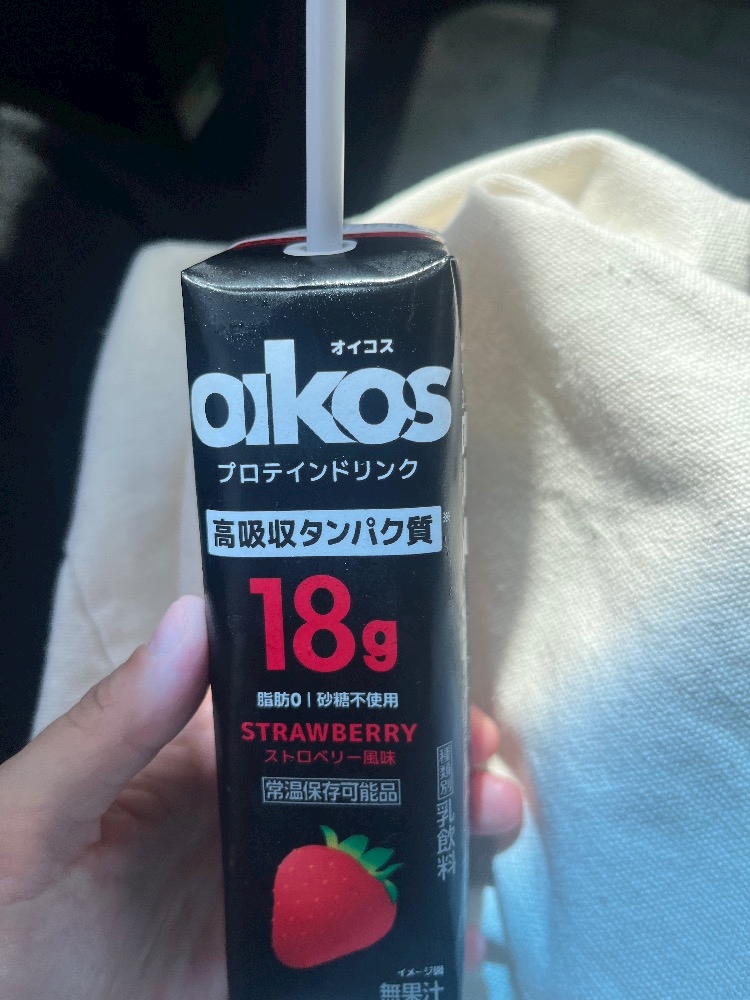 オイコス
oikos
プロテインドリンク
高吸収タンパク質※
18g
脂肪0 | 砂糖不使用
STRAWBERRY
ストロベリー風味
常温保存可能品
種類別 乳飲料
イメージ図
無果汁